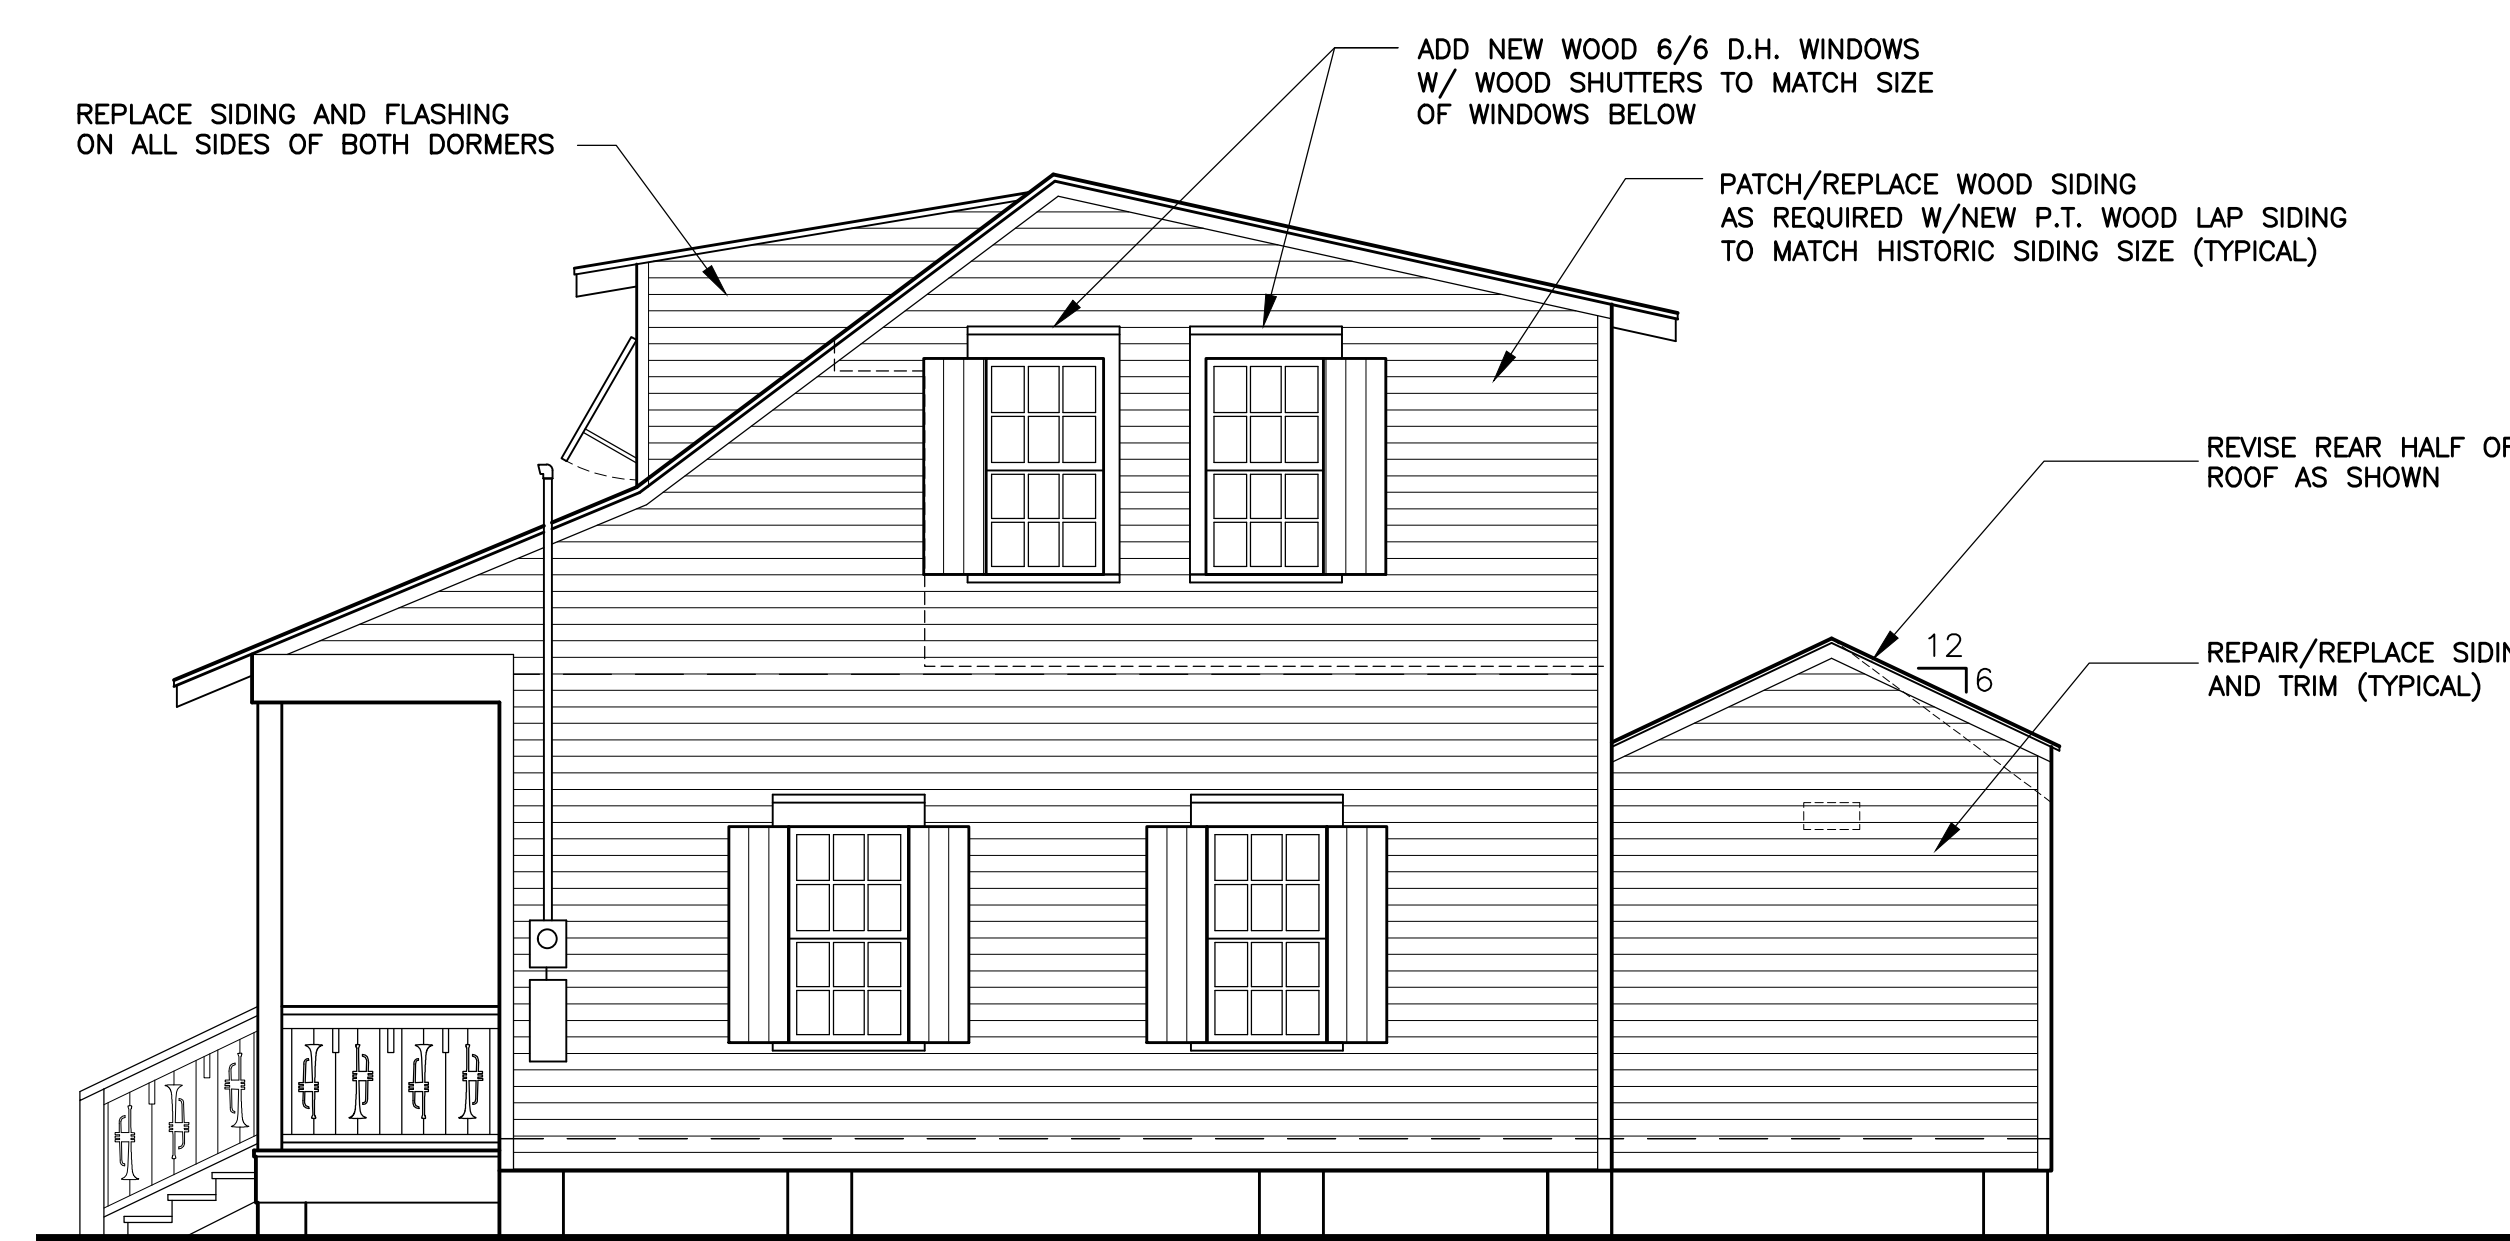 ADD NEW WOOD 6/6 D.H. WINDOWS
W/ WOOD SHUTTERS TO MATCH SIZE
OF WINDOWS BELOW
REPLACE SIDING AND FLASHING
ON ALL SIDES OF BOTH DORMERS
PATCH/REPLACE WOOD SIDING
AS REQUIRED W/NEW P.T. WOOD LAP SIDING
TO MATCH HISTORIC SIDING SIZE (TYPICAL)
REVISE REAR HALF
ROOF AS SHOWN
12
6
REPAIR/REPLACE
AND TRIM (TYPICAL)